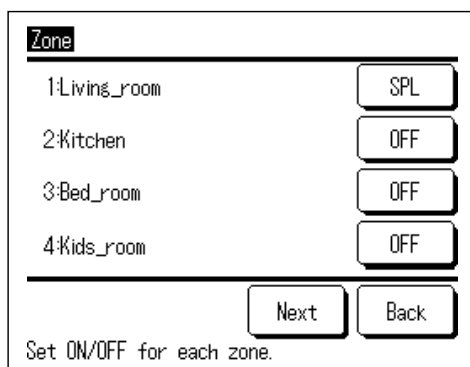 Zone
1:Living_room SPL
2:Kitchen OFF
3:Bed_room OFF
4:Kids_room OFF
Next Back
Set ON/OFF for each zone.